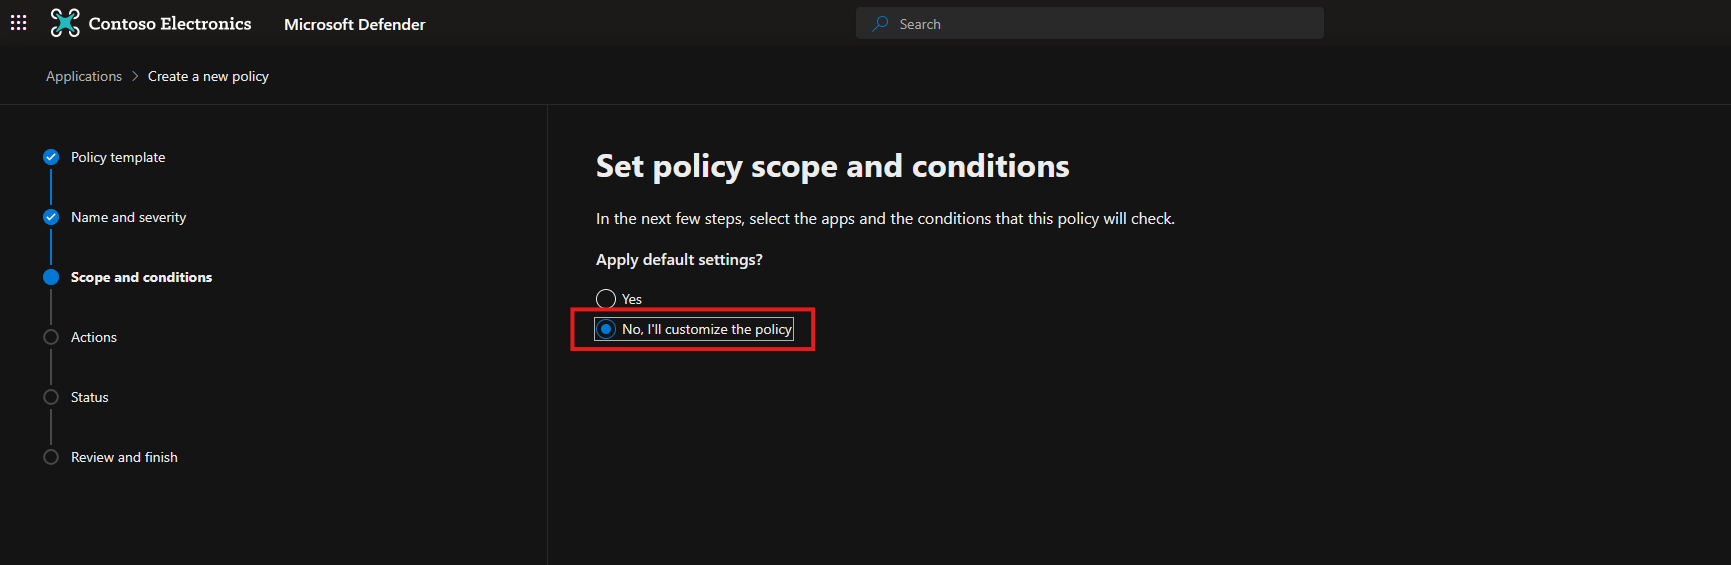 Contoso Electronics Microsoft Defender Search
Applications > Create a new policy
Policy template
Name and severity
Scope and conditions
Actions
Status
Review and finish
Set policy scope and conditions
In the next few steps, select the apps and the conditions that this policy will check.
Apply default settings?
Yes
No, I'll customize the policy